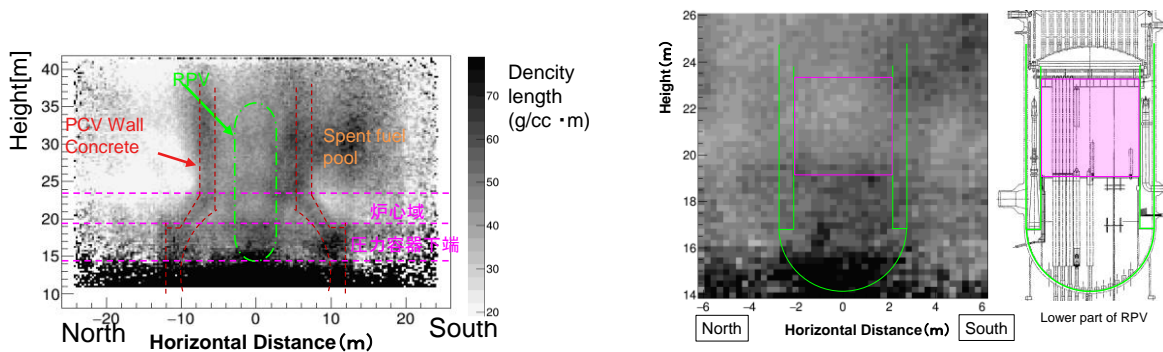 Height[m]
40
35
30
25
20
15
10
RPV
PCV Wall
Concrete
Spent fuel
pool
炉心域
圧力容器下端
North
−20
−10
0
10
20
South
Horizontal Distance(m)
70
60
50
40
30
20
Dencity
length
(g/cc・m)
Height(m)
26
24
22
20
18
16
14
−6
−4
−2
0
2
4
6
North
Horizontal Distance(m)
South
Lower part of RPV